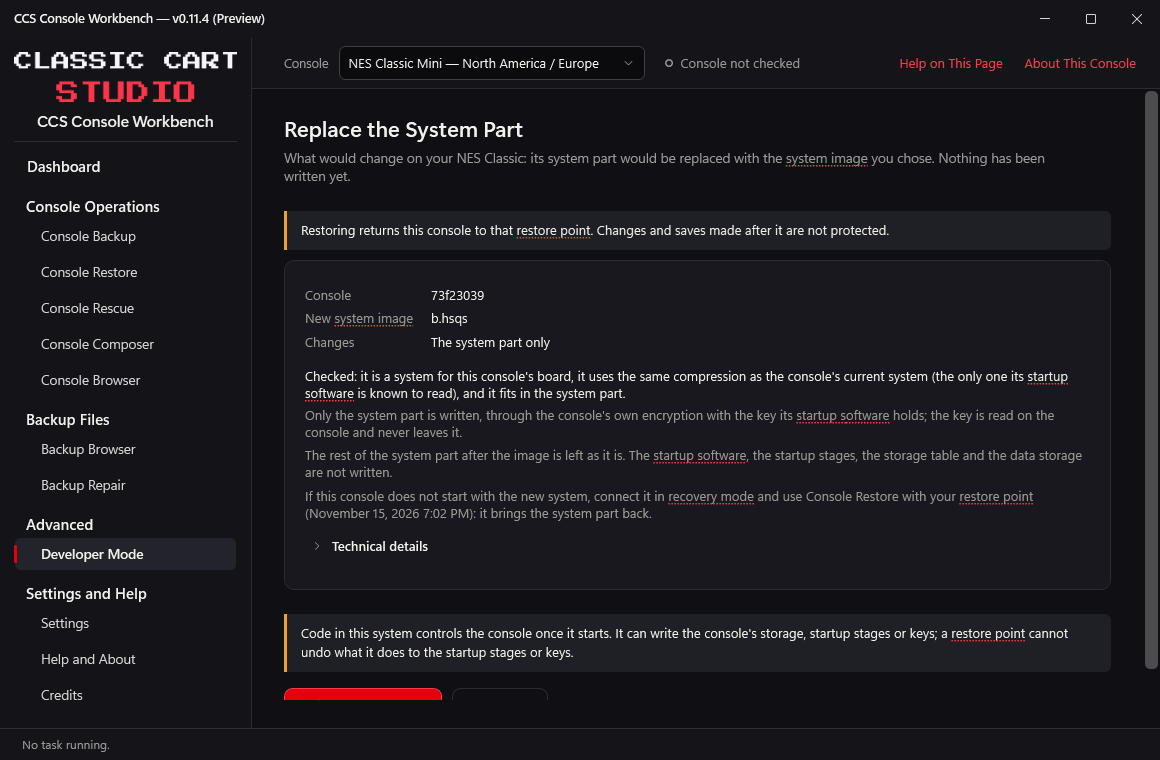 CCS Console Workbench — v0.11.4 (Preview)
CLASSIC CART
STUDIO
CCS Console Workbench
Dashboard
Console Operations
Console Backup
Console Restore
Console Rescue
Console Composer
Console Browser
Backup Files
Backup Browser
Backup Repair
Advanced
Developer Mode
Settings and Help
Settings
Help and About
Credits
Console
NES Classic Mini — North America / Europe
Console not checked
Help on This Page
About This Console
Replace the System Part
What would change on your NES Classic: its system part would be replaced with the system image you chose. Nothing has been
written yet.
Restoring returns this console to that restore point. Changes and saves made after it are not protected.
Console 73f23039
New system image b.hsqs
Changes The system part only
Checked: it is a system for this console's board, it uses the same compression as the console's current system (the only one its startup
software is known to read), and it fits in the system part.
Only the system part is written, through the console's own encryption with the key its startup software holds; the key is read on the
console and never leaves it.
The rest of the system part after the image is left as it is. The startup software, the startup stages, the storage table and the data storage
are not written.
If this console does not start with the new system, connect it in recovery mode and use Console Restore with your restore point
(November 15, 2026 7:02 PM): it brings the system part back.
Technical details
Code in this system controls the console once it starts. It can write the console's storage, startup stages or keys; a restore point cannot
undo what it does to the startup stages or keys.
No task running.